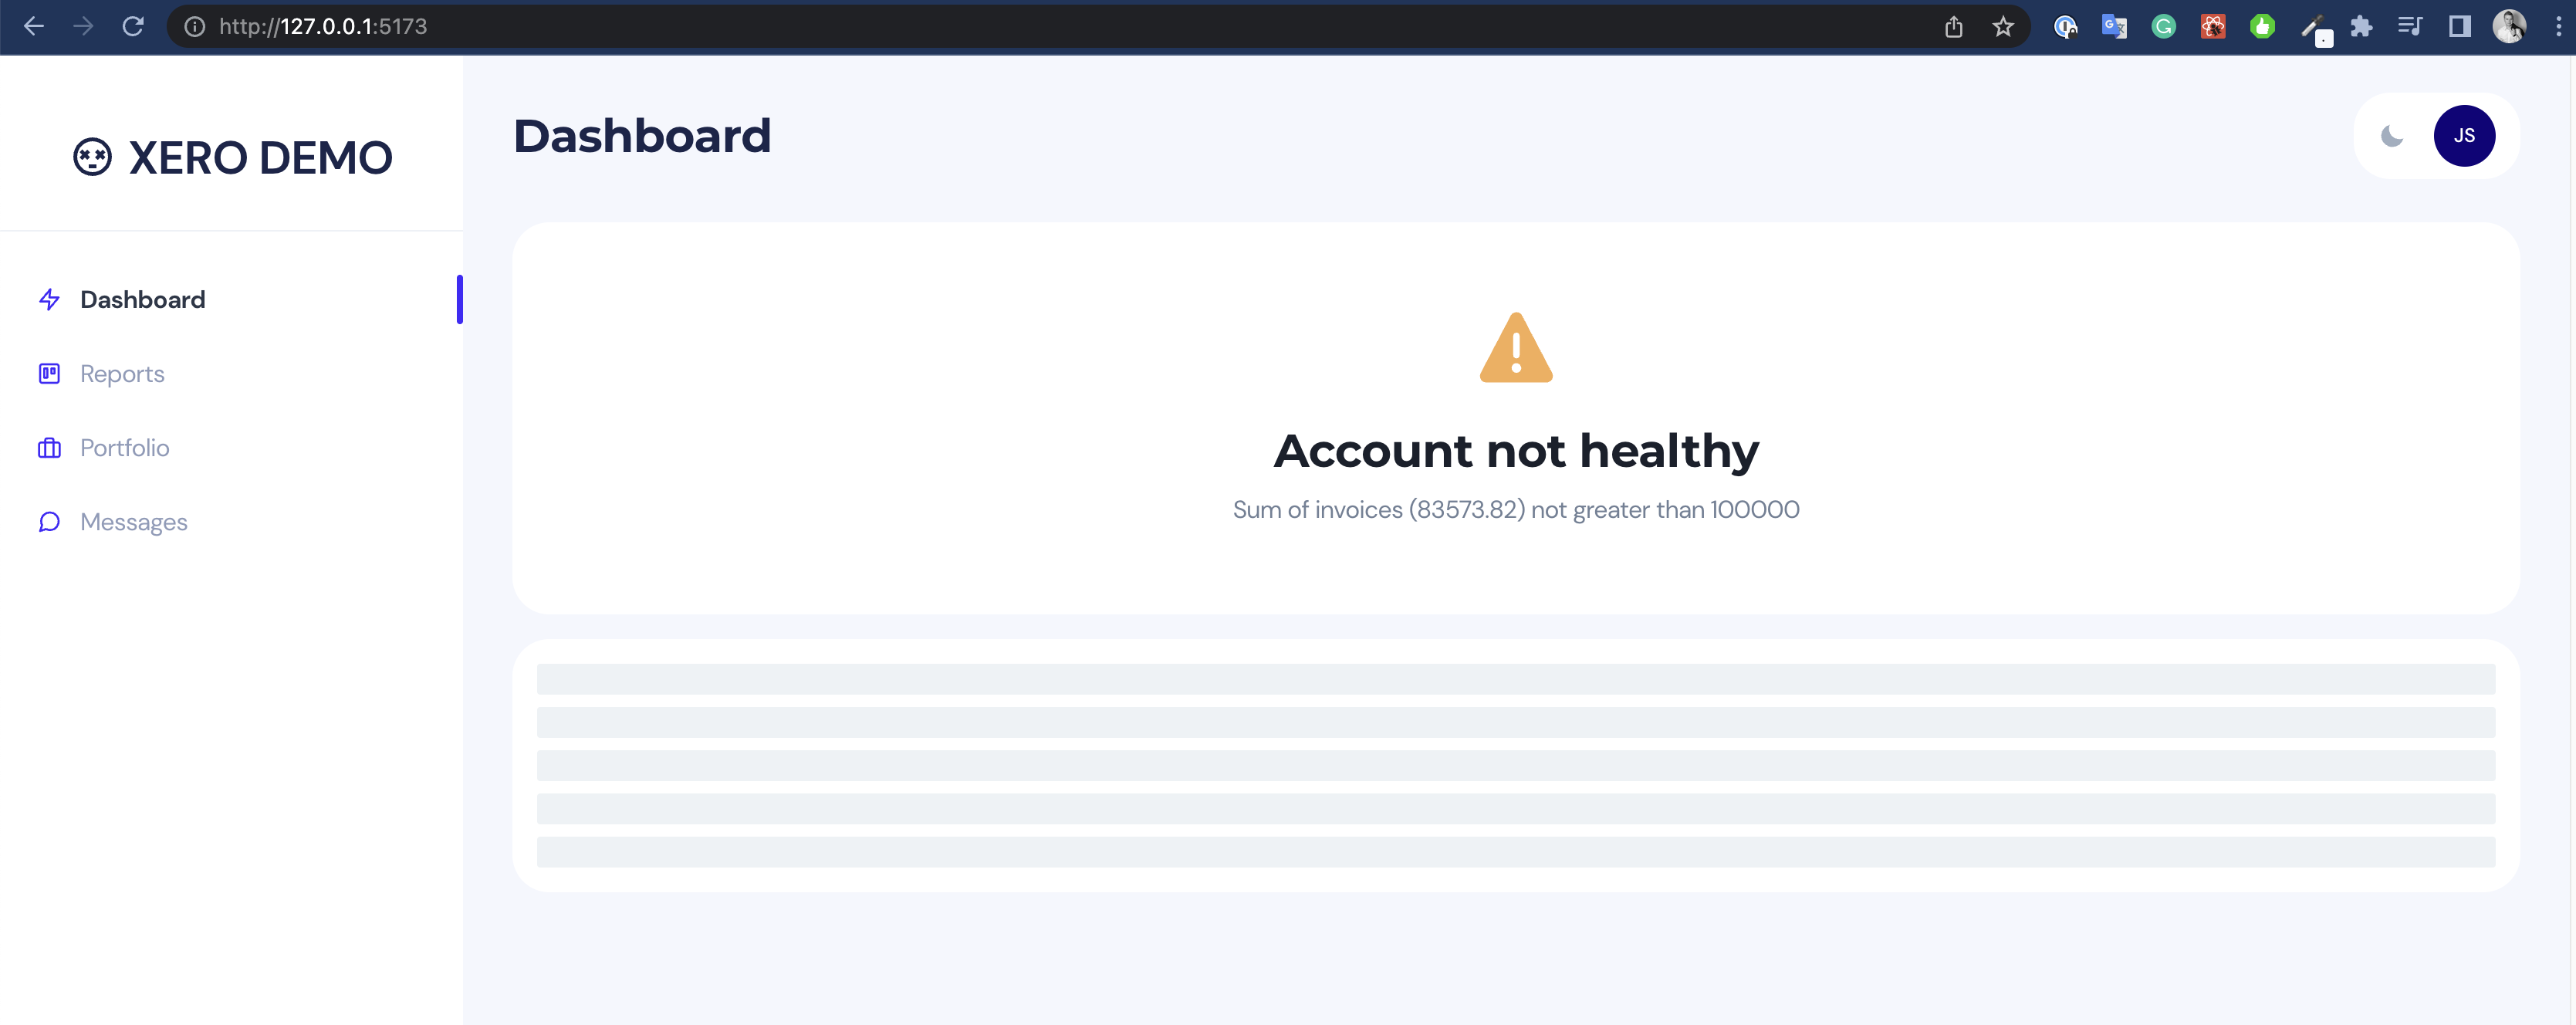 http://127.0.0.1:5173
XERO DEMO
Dashboard
Reports
Portfolio
Messages
Dashboard
JS
Account not healthy
Sum of invoices (83573.82) not greater than 100000